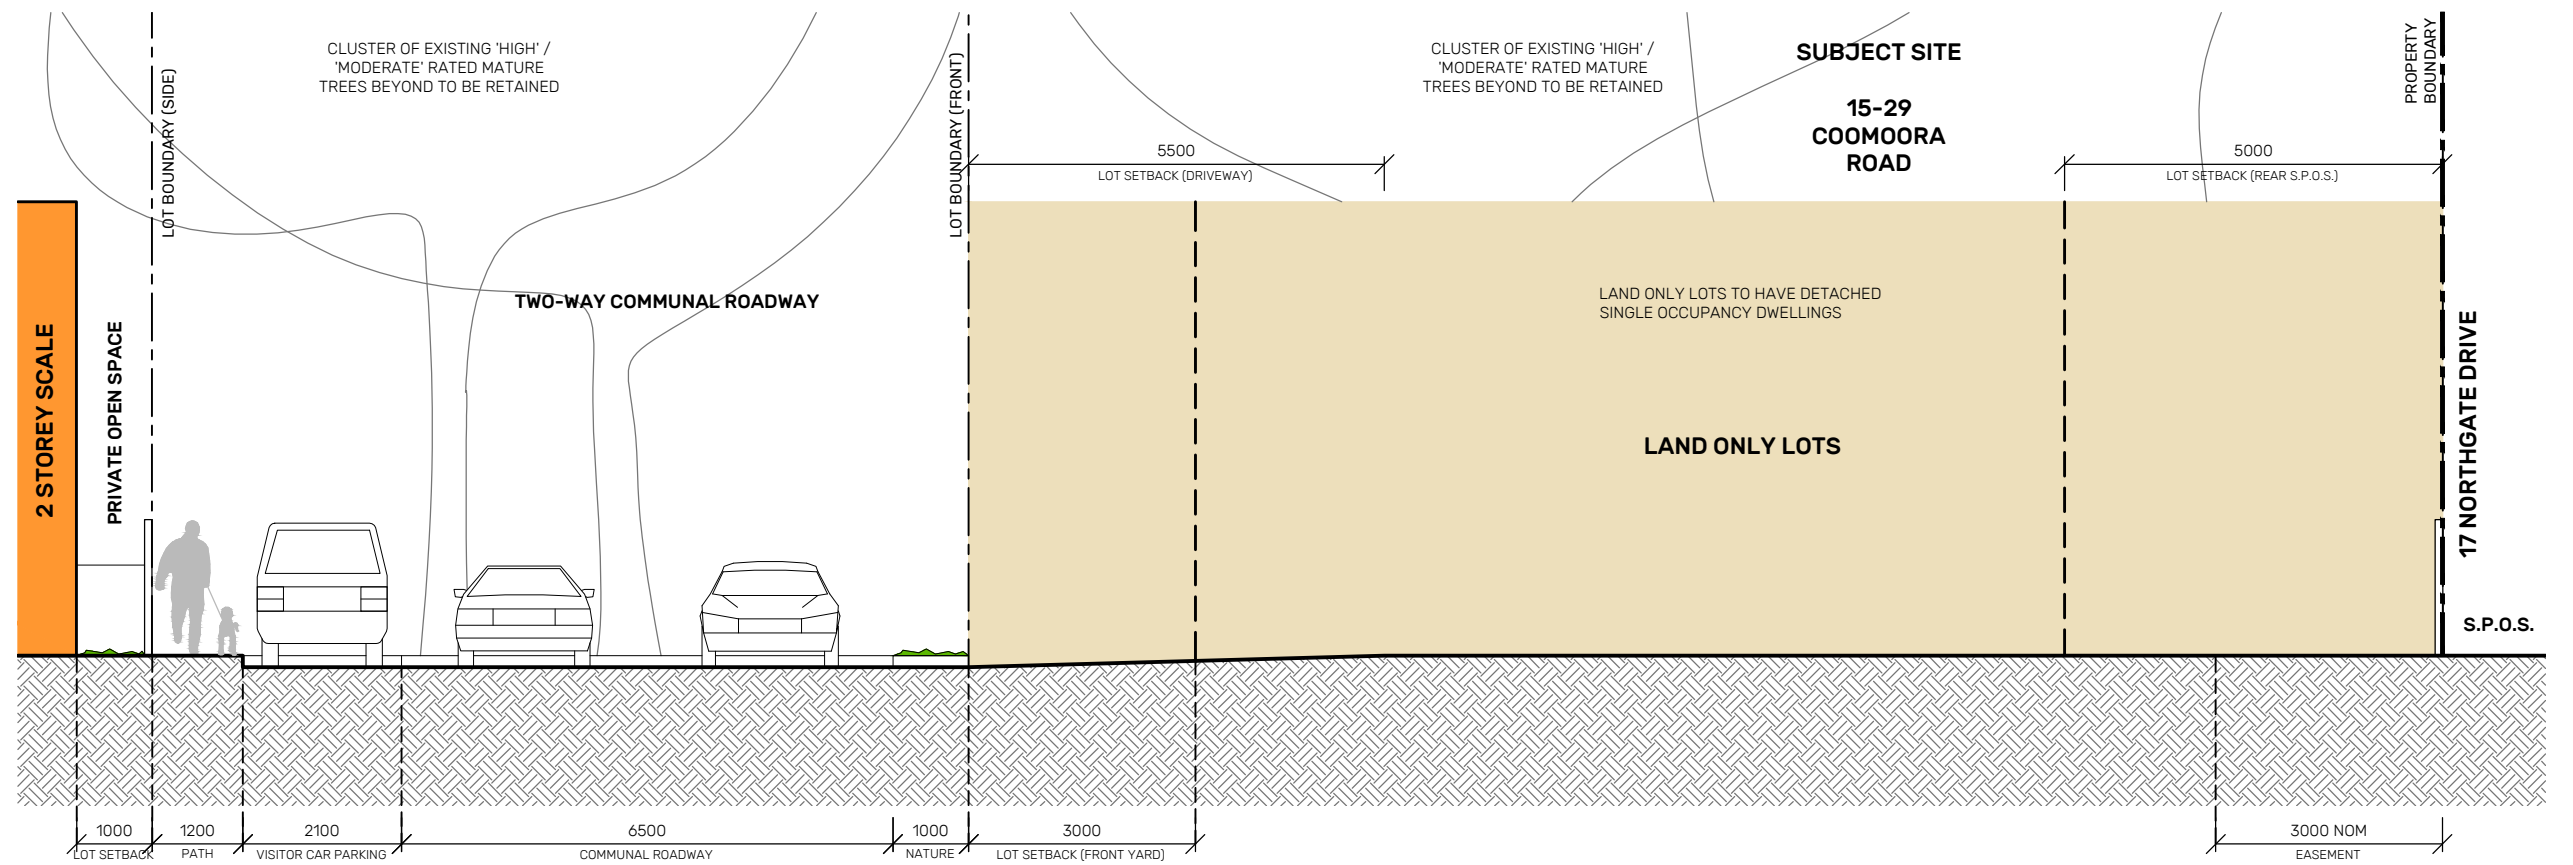 CLUSTER OF EXISTING 'HIGH' /
'MODERATE' RATED MATURE
TREES BEYOND TO BE RETAINED
CLUSTER OF EXISTING 'HIGH' /
'MODERATE' RATED MATURE
TREES BEYOND TO BE RETAINED
SUBJECT SITE
15-29
COOMOORA
ROAD
PROPERTY
BOUNDARY
LOT BOUNDARY (SIDE)
LOT BOUNDARY (FRONT)
5500
LOT SETBACK (DRIVEWAY)
5000
LOT SETBACK (REAR S.P.O.S.)
2 STOREY SCALE
PRIVATE OPEN SPACE
TWO-WAY COMMUNAL ROADWAY
LAND ONLY LOTS TO HAVE DETACHED
SINGLE OCCUPANCY DWELLINGS
LAND ONLY LOTS
17 NORTHGATE DRIVE
S.P.O.S.
1000
LOT SETBACK
1200
PATH
2100
VISITOR CAR PARKING
6500
COMMUNAL ROADWAY
1000
NATURE
3000
LOT SETBACK (FRONT YARD)
3000 NOM
EASEMENT